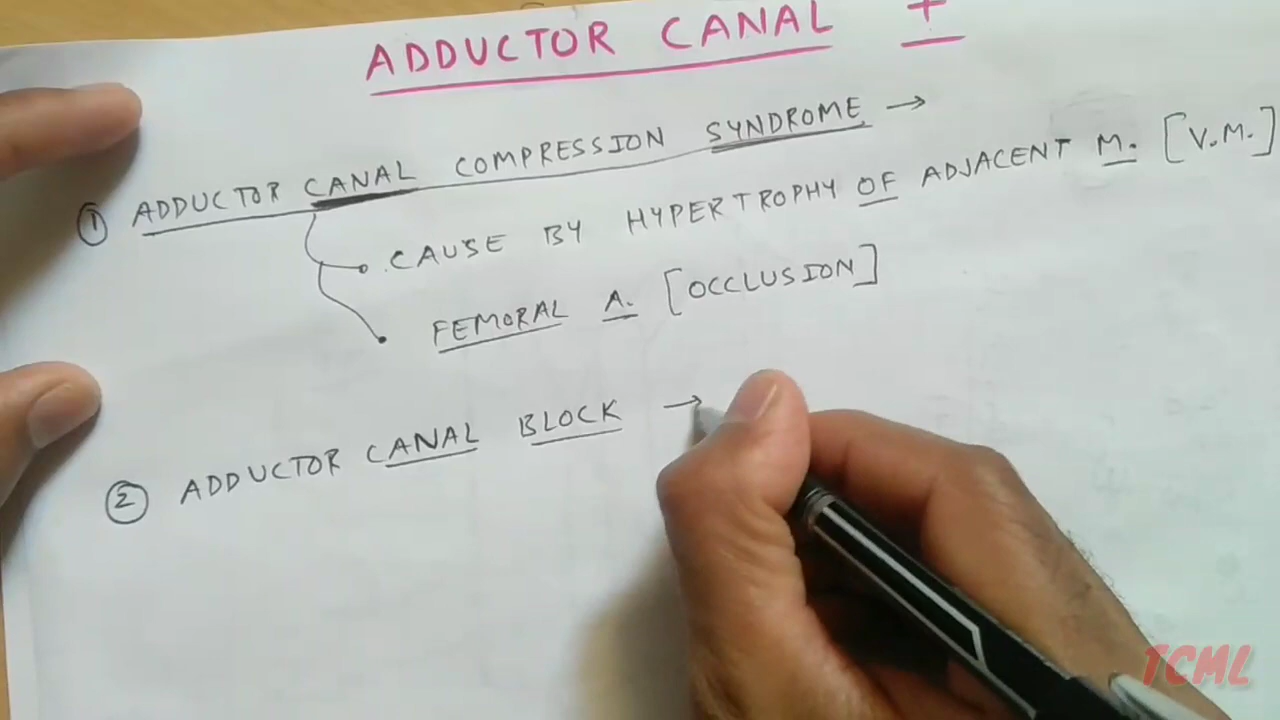 ADDUCTOR CANAL +
① ADDUCTOR CANAL COMPRESSION SYNDROME →
CAUSE BY HYPERTROPHY OF ADJACENT M. [V.M.]
FEMORAL A. [OCCLUSION]
② ADDUCTOR CANAL BLOCK →
TCML